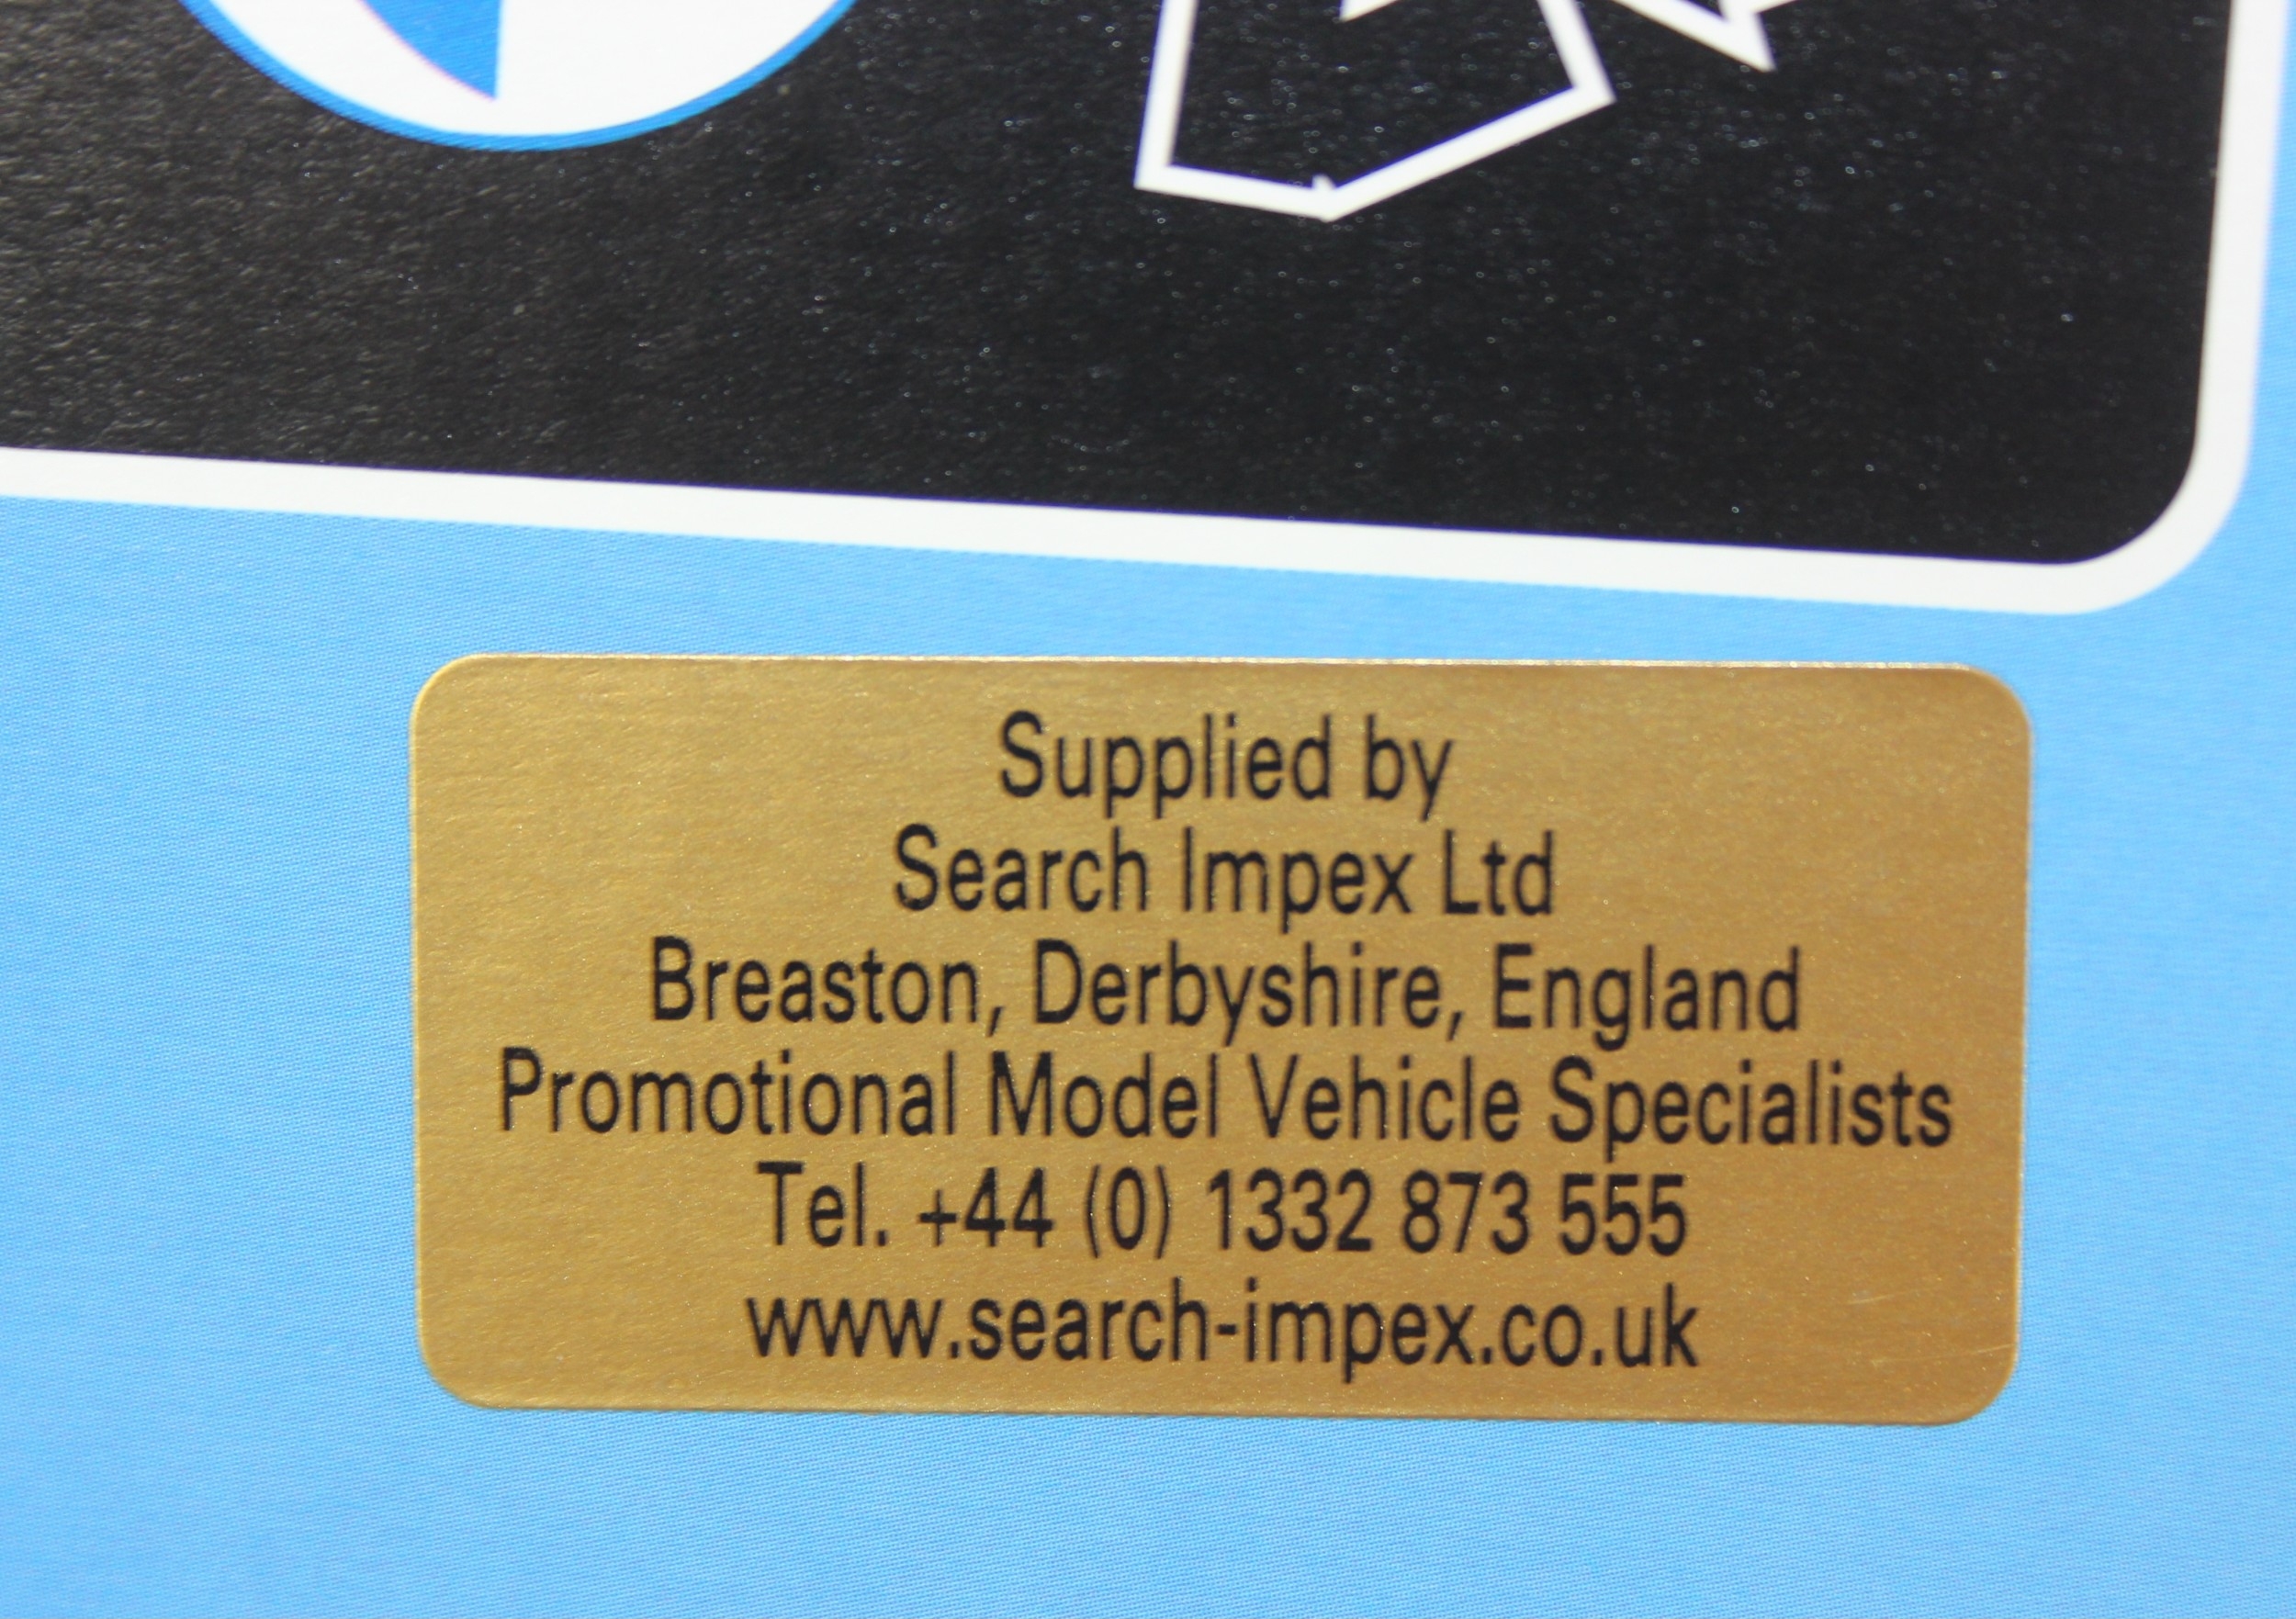 Supplied by
Search Impex Ltd
Breaston, Derbyshire, England
Promotional Model Vehicle Specialists
Tel. +44 (0) 1332 873 555
www.search-impex.co.uk